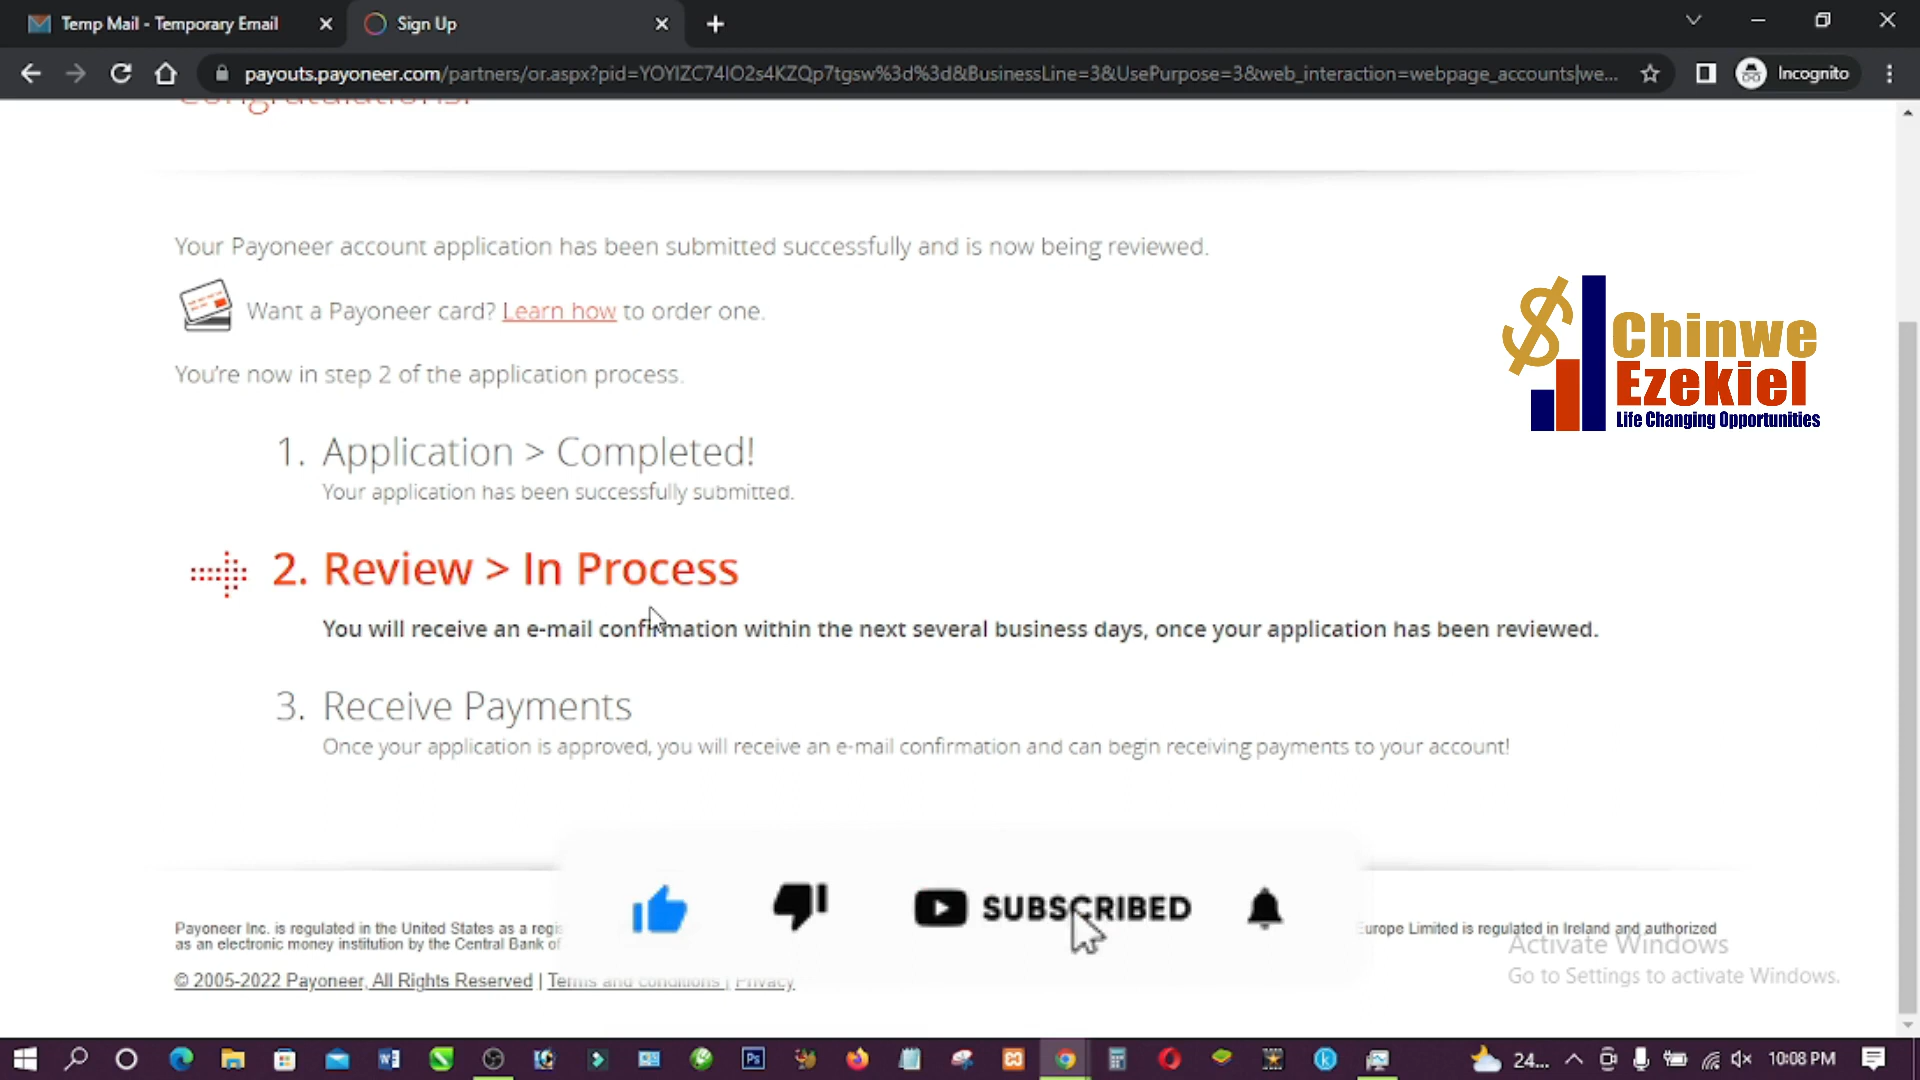 Temp Mail - Temporary Email
Sign Up
payouts.payoneer.com/partners/or.aspx?pid=YOYIZC74IO2s4KZQp7tgsw%3d%3d&BusinessLine=3&UsePurpose=3&web_interaction=webpage_accounts|we...
Incognito
Congratulations!
Your Payoneer account application has been submitted successfully and is now being reviewed.
Want a Payoneer card? Learn how to order one.
You're now in step 2 of the application process.
Chinwe
Ezekiel
Life Changing Opportunities
1. Application > Completed!
Your application has been successfully submitted.
2. Review > In Process
You will receive an e-mail confirmation within the next several business days, once your application has been reviewed.
3. Receive Payments
Once your application is approved, you will receive an e-mail confirmation and can begin receiving payments to your account!
SUBSCRIBED
Payoneer Inc. is regulated in the United States as a regi
urope Limited is regulated in Ireland and authorized
as an electronic money institution by the Central Bank of
Activate Windows
Go to Settings to activate Windows.
© 2005-2022 Payoneer, All Rights Reserved | Terms and conditions | Privacy
24...
10:08 PM